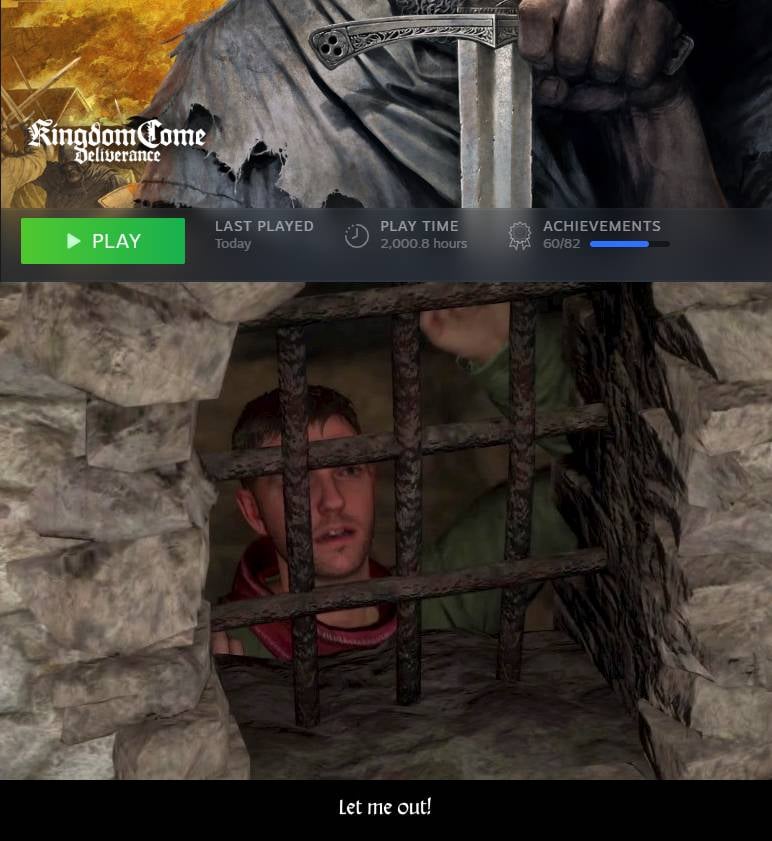 Kingdom Come
Deliverance
PLAY
LAST PLAYED
Today
PLAY TIME
2,000.8 hours
ACHIEVEMENTS
60/82
Let me out!